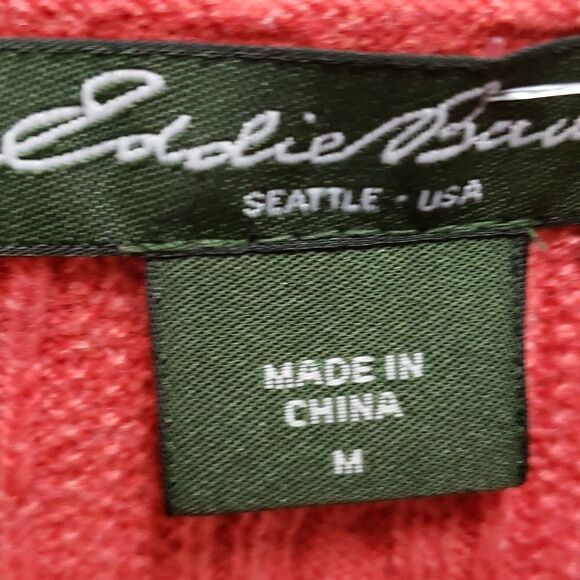 Eddie Bau
SEATTLE - USA
MADE IN
CHINA
M